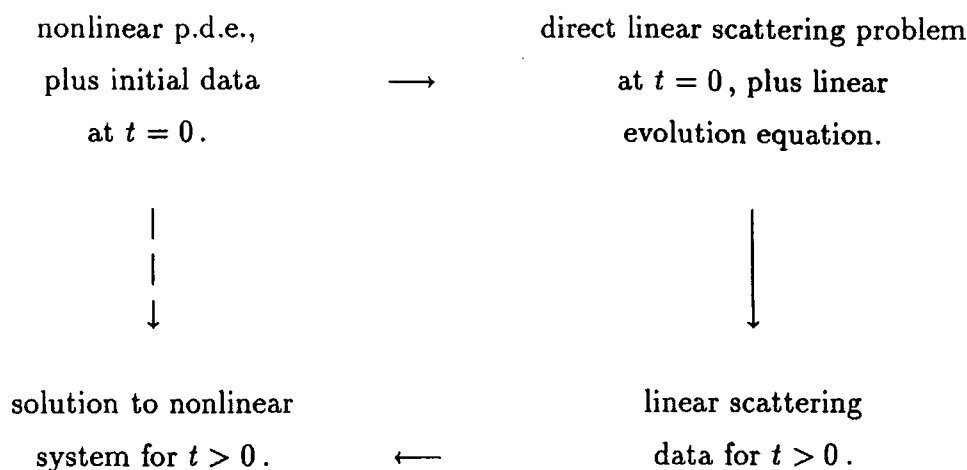 nonlinear p.d.e.,
plus initial data
at t = 0 .
direct linear scattering problem
at t = 0 , plus linear
evolution equation.
solution to nonlinear
system for t > 0 .
linear scattering
data for t > 0 .